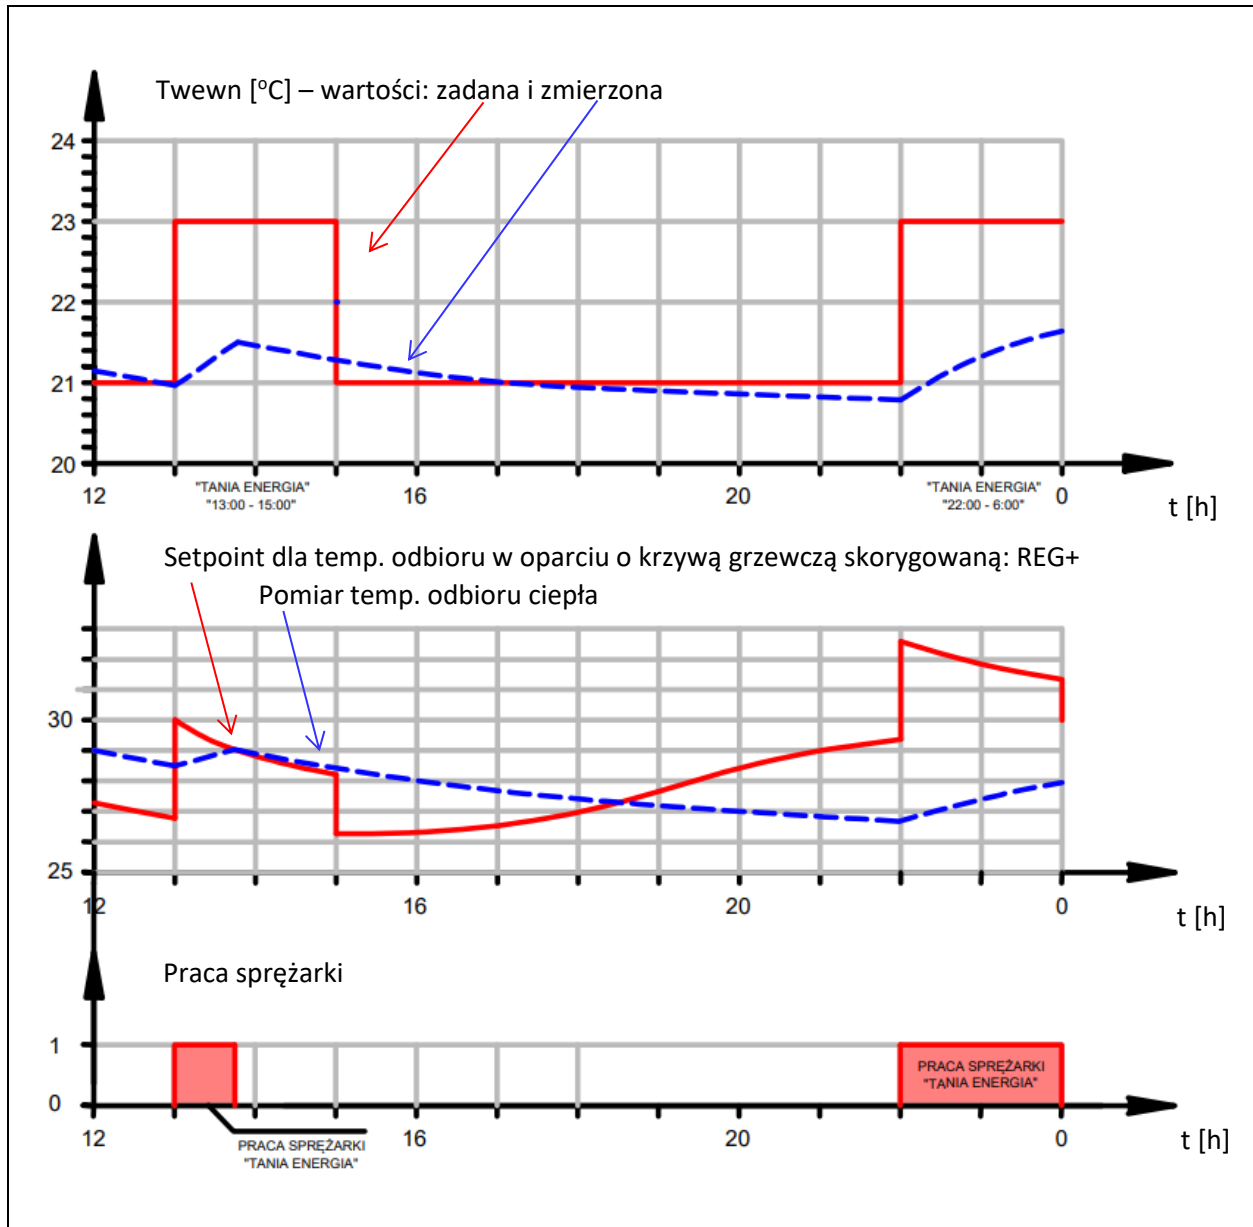 Twewn [°C] – wartości: zadana i zmierzona
24
23
22
21
20
12
"TANIA ENERGIA"
"13:00 - 15:00"
16
20
"TANIA ENERGIA"
"22:00 - 6:00"
0
t [h]
Setpoint dla temp. odbioru w oparciu o krzywą grzewczą skorygowaną: REG+
Pomiar temp. odbioru ciepła
30
25
12
16
20
0
t [h]
Praca sprężarki
1
0
PRACA SPRĘŻARKI
"TANIA ENERGIA"
12
PRACA SPRĘŻARKI
"TANIA ENERGIA"
16
20
0
t [h]